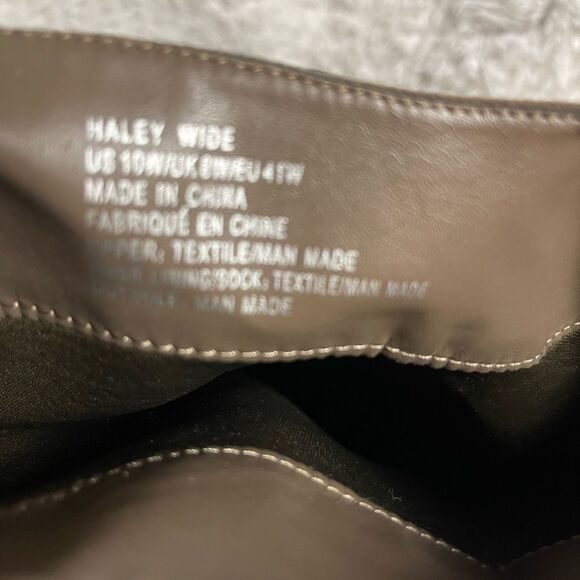 HALEY WIDE
US 10W/UK8W/EU41W
MADE IN CHINA
FABRIQUÉ EN CHINE
UPPER: TEXTILE/MAN MADE
LINING/SOCK: TEXTILE/MAN MADE
MAN MADE